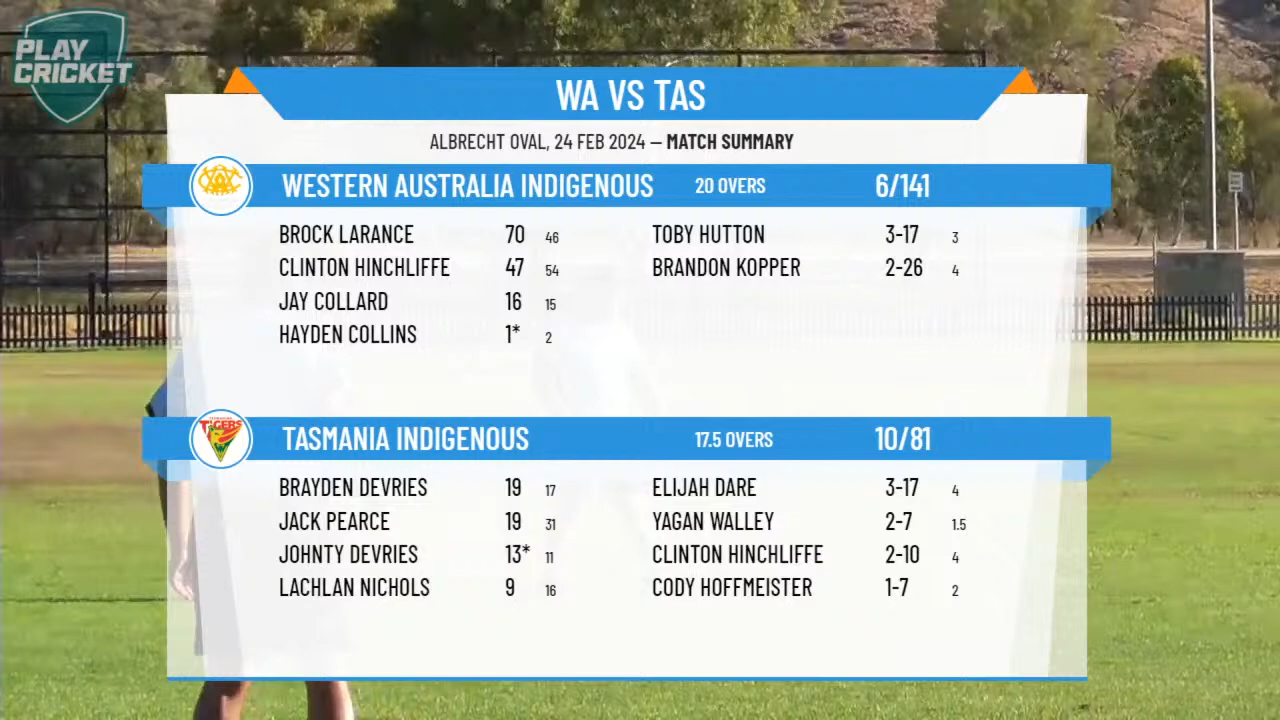 PLAY
CRICKET
WA VS TAS
ALBRECHT OVAL, 24 FEB 2024 – MATCH SUMMARY
WESTERN AUSTRALIA INDIGENOUS 20 OVERS 6/141
BROCK LARANCE 70 46 TOBY HUTTON 3-17 3
CLINTON HINCHLIFFE 47 54 BRANDON KOPPER 2-26 4
JAY COLLARD 16 15
HAYDEN COLLINS 1* 2
TIGERS
TASMANIA INDIGENOUS 17.5 OVERS 10/81
BRAYDEN DEVRIES 19 17 ELIJAH DARE 3-17 4
JACK PEARCE 19 31 YAGAN WALLEY 2-7 1.5
JOHNTY DEVRIES 13* 11 CLINTON HINCHLIFFE 2-10 4
LACHLAN NICHOLS 9 16 CODY HOFFMEISTER 1-7 2